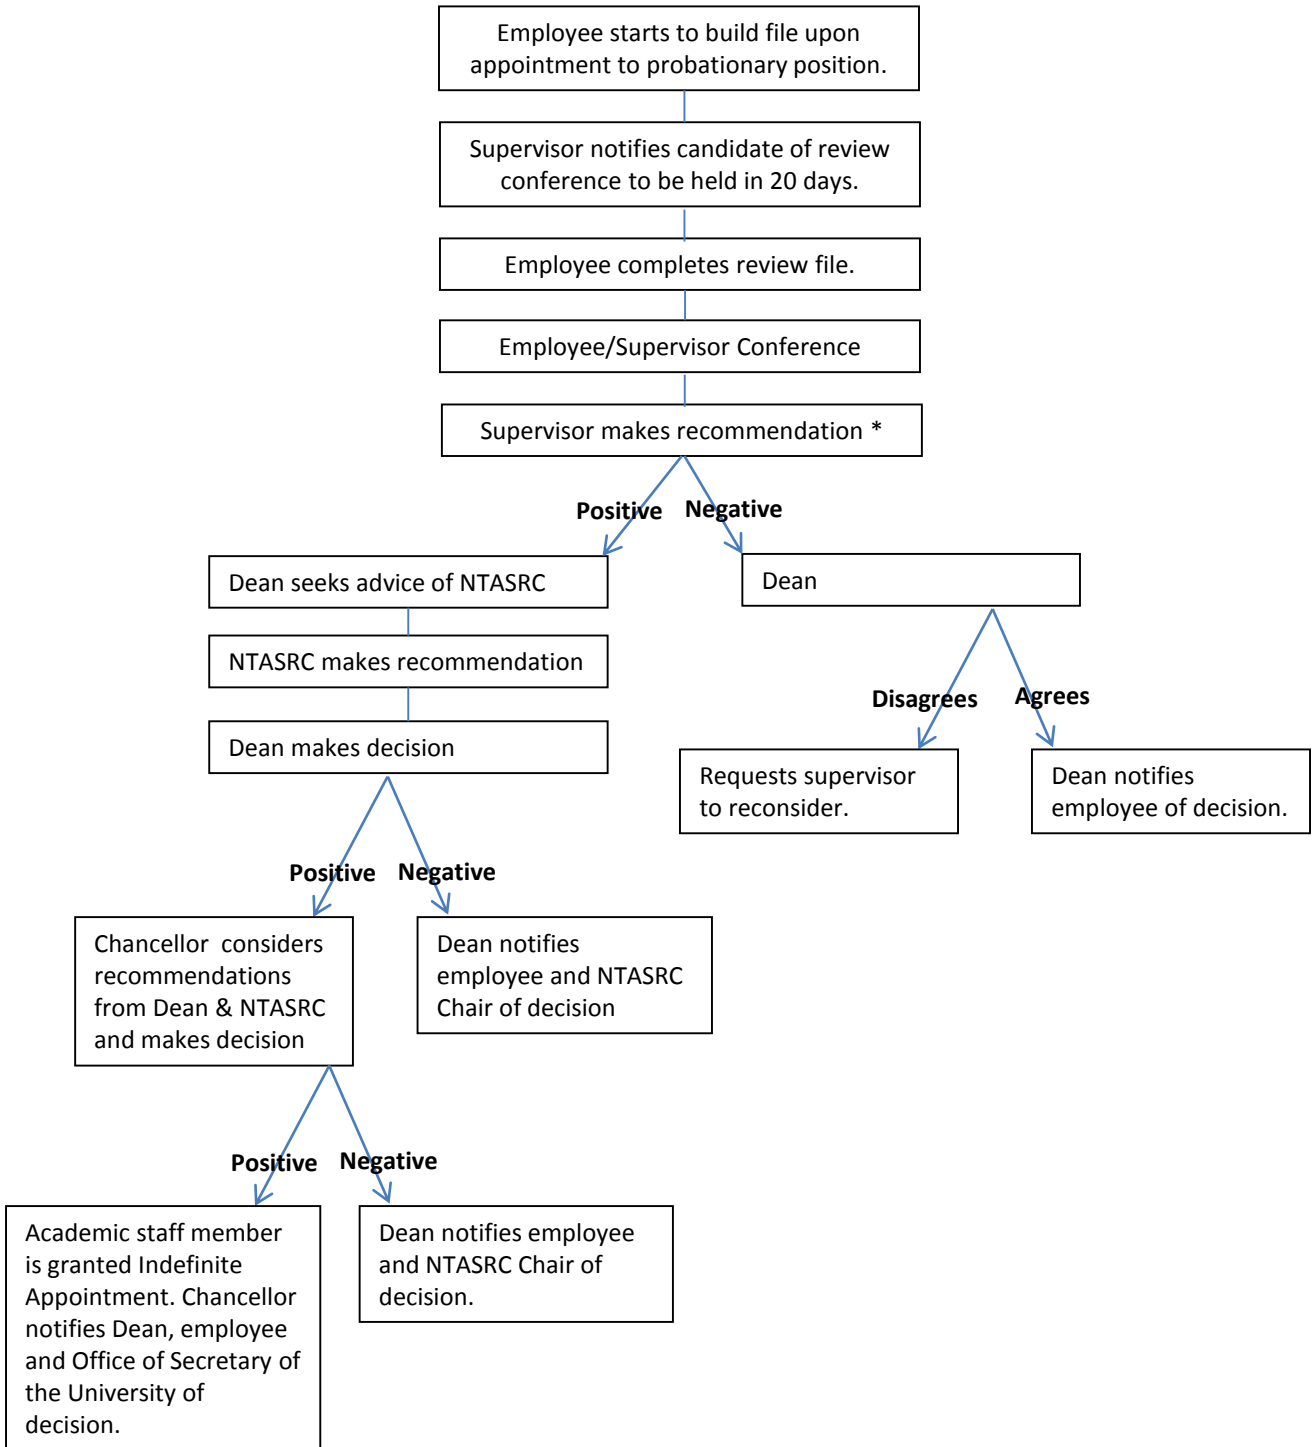 Employee starts to build file upon
appointment to probationary position.
Supervisor notifies candidate of review
conference to be held in 20 days.
Employee completes review file.
Employee/Supervisor Conference
Supervisor makes recommendation *
Positive
Negative
Dean seeks advice of NTASRC
Dean
NTASRC makes recommendation
Disagrees
Agrees
Dean makes decision
Requests supervisor
to reconsider.
Dean notifies
employee of decision.
Positive
Negative
Chancellor  considers
recommendations
from Dean & NTASRC
and makes decision
Dean notifies
employee and NTASRC
Chair of decision
Positive
Negative
Academic staff member
is granted Indefinite
Appointment. Chancellor
notifies Dean, employee
and Office of Secretary of
the University of
decision.
Dean notifies employee
and NTASRC Chair of
decision.